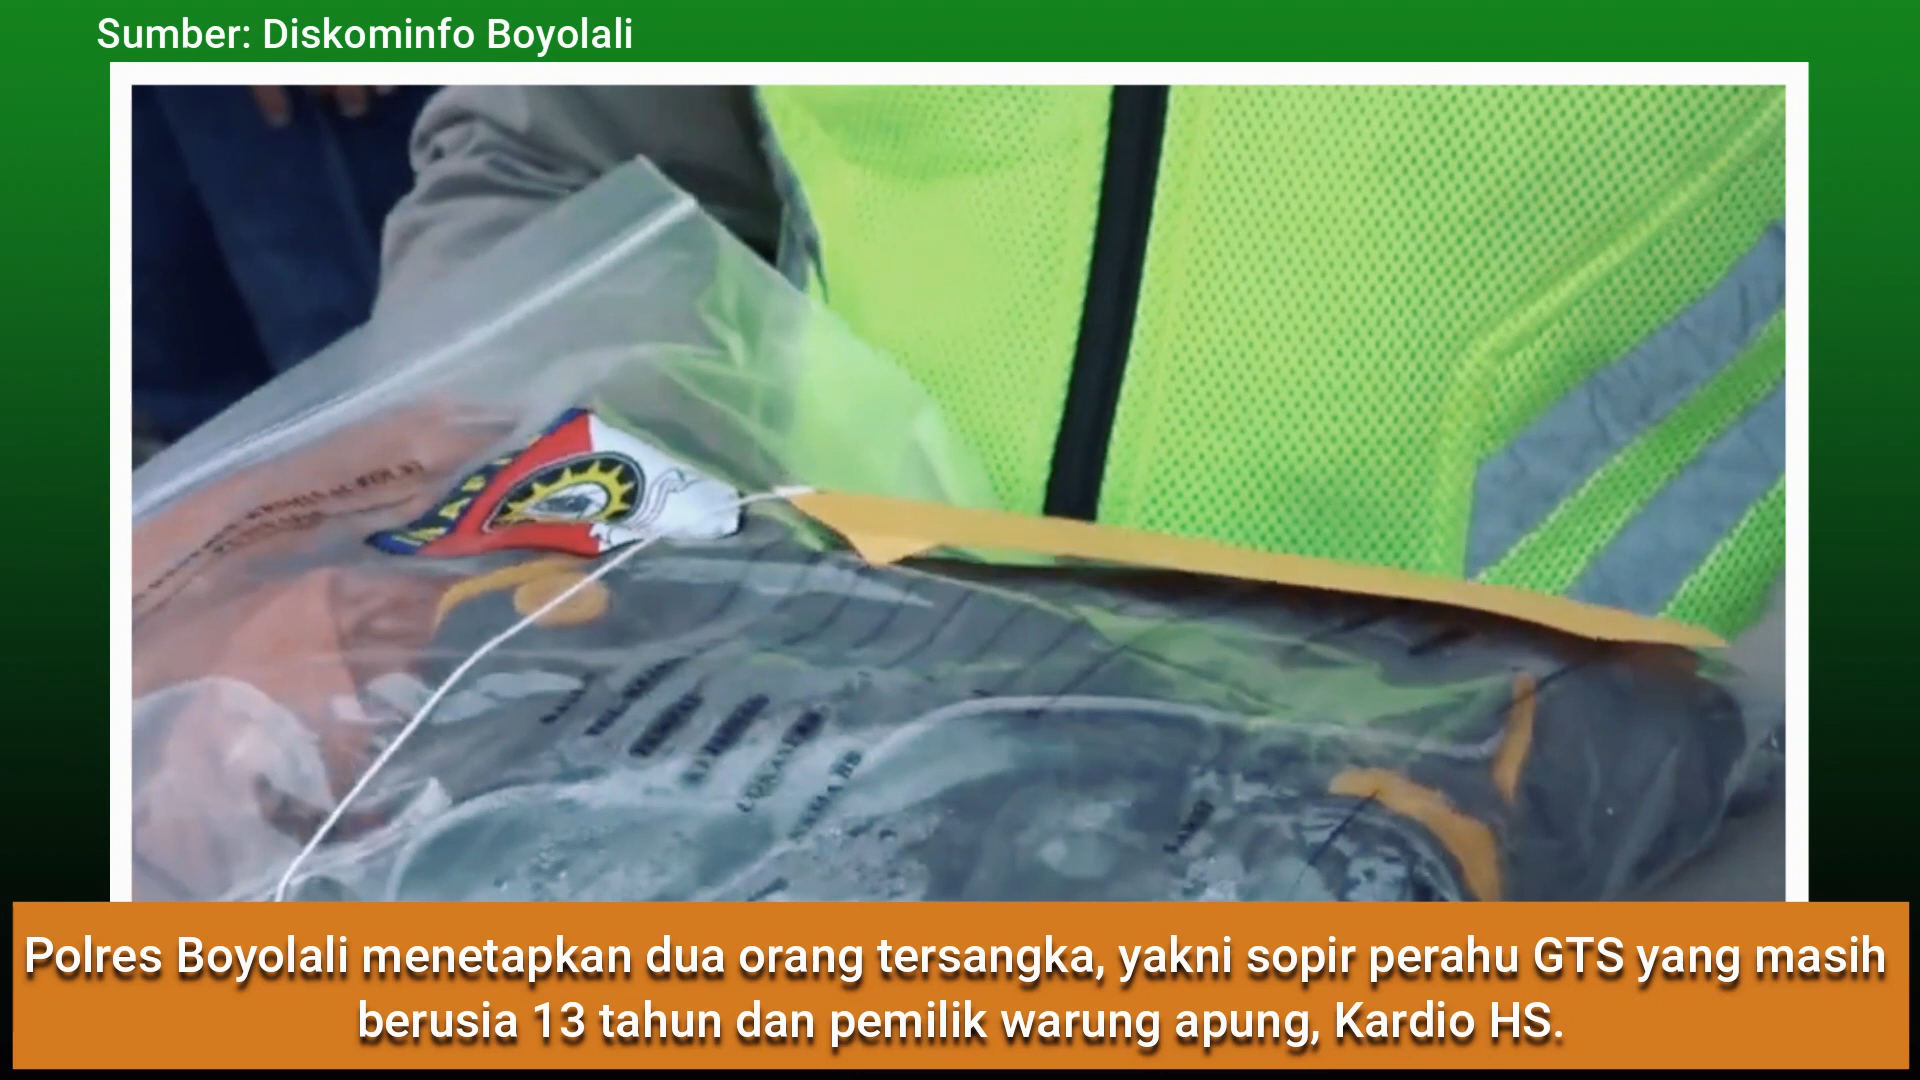 Sumber: Diskominfo Boyolali
Polres Boyolali menetapkan dua orang tersangka, yakni sopir perahu GTS yang masih
berusia 13 tahun dan pemilik warung apung, Kardio HS.